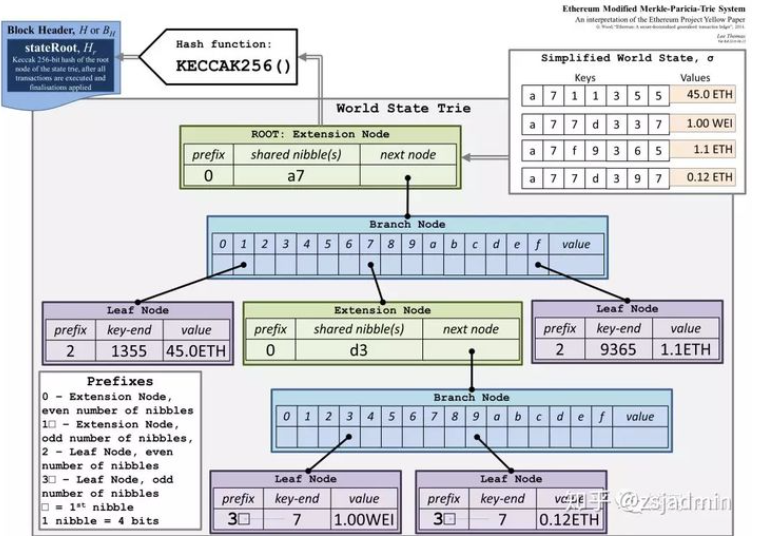 Ethereum Modified Merkle-Paricia-Trie System
An interpretation of the Ethereum Project Yellow Paper
Lee Thomas
Block Header, H or B_H
stateRoot, H_r
Keccak 256-bit hash of the root
node of the state trie, after all
transactions are executed and
finalisations applied
Hash function:
KECCAK256()
Simplified World State, σ
Keys Values
a 7 1 1 3 5 5 45.0 ETH
a 7 7 d 3 3 7 1.00 WEI
a 7 f 9 3 6 5 1.1 ETH
a 7 7 d 3 9 7 0.12 ETH
World State Trie
ROOT: Extension Node
prefix shared nibble(s) next node
0 a7
Branch Node
0 1 2 3 4 5 6 7 8 9 a b c d e f value
Leaf Node
prefix key-end value
2 1355 45.0ETH
Extension Node
prefix shared nibble(s) next node
0 d3
Leaf Node
prefix key-end value
2 9365 1.1ETH
Prefixes
0 - Extension Node,
even number of nibbles
1□ - Extension Node,
odd number of nibbles,
2 - Leaf Node, even
number of nibbles
3□ - Leaf Node, odd
number of nibbles
□ = 1st nibble
1 nibble = 4 bits
Branch Node
0 1 2 3 4 5 6 7 8 9 a b c d e f value
Leaf Node
prefix key-end value
3□ 7 1.00WEI
Leaf Node
prefix key-end value
3□ 7 0.12ETH
知乎 @zsjadmin